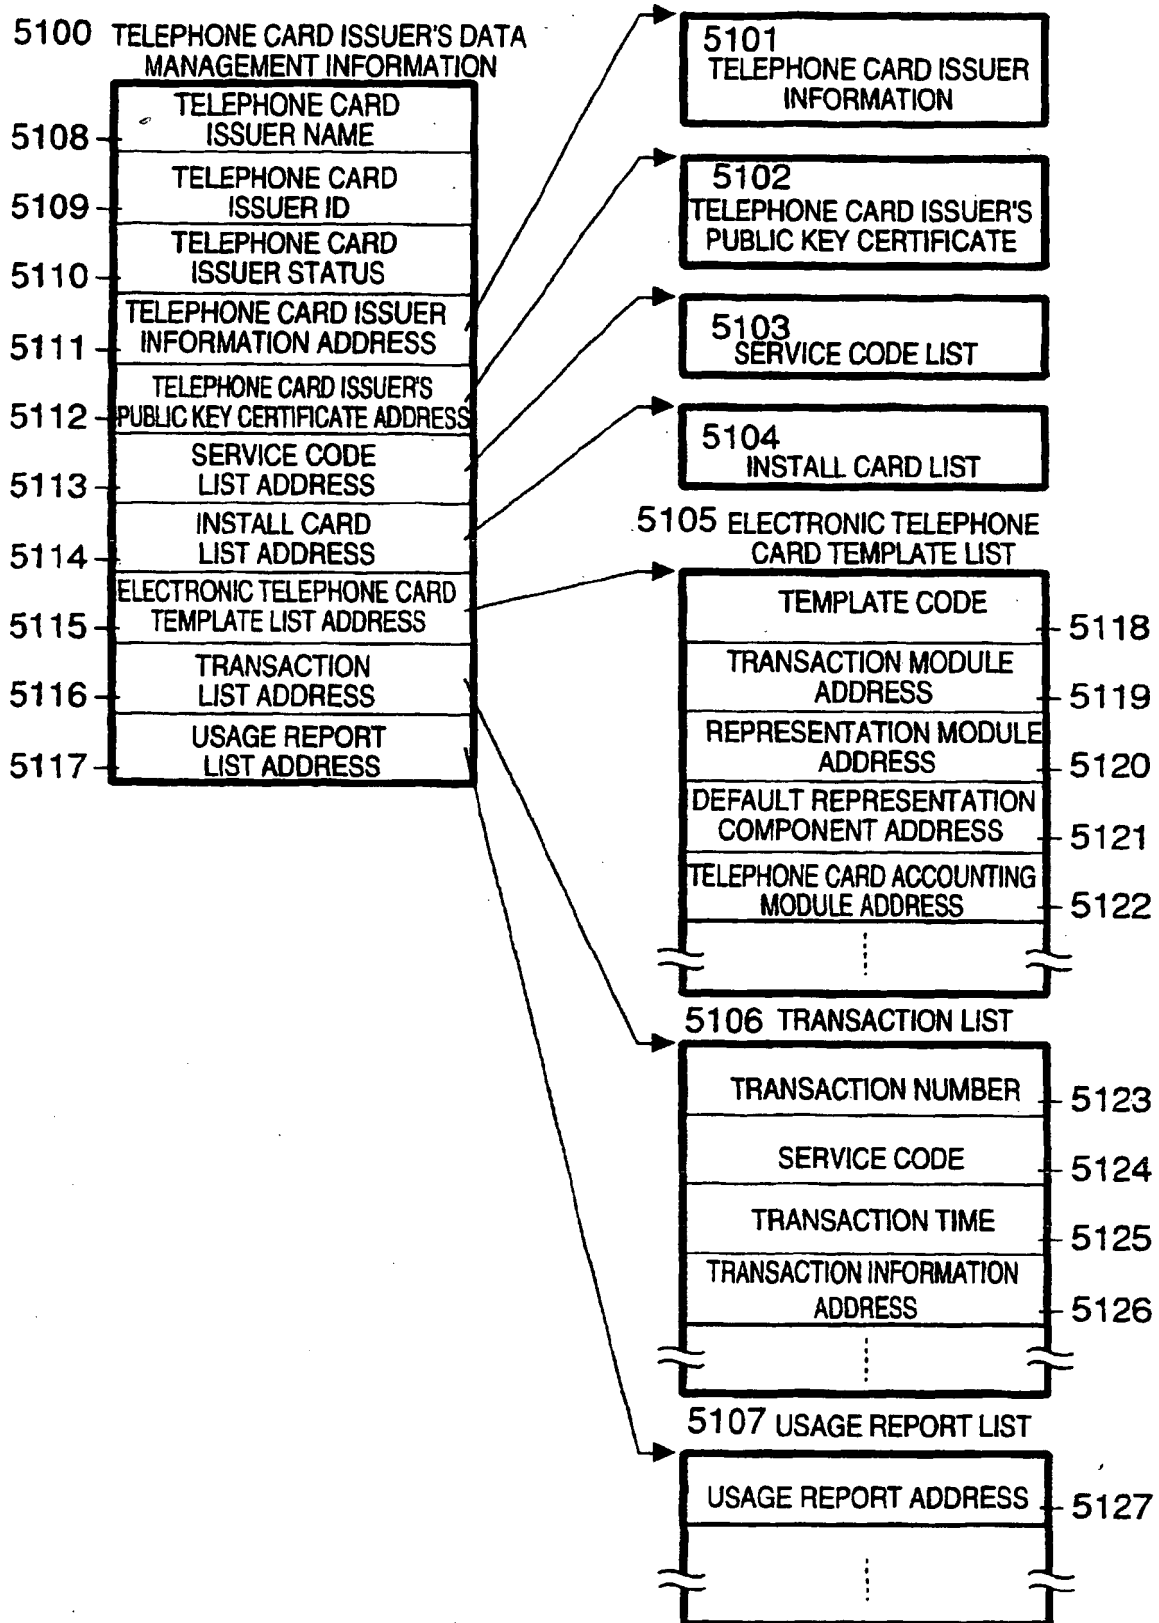 5100 TELEPHONE CARD ISSUER'S DATA
MANAGEMENT INFORMATION
5108
TELEPHONE CARD
ISSUER NAME
5109
TELEPHONE CARD
ISSUER ID
5110
TELEPHONE CARD
ISSUER STATUS
5111
TELEPHONE CARD ISSUER
INFORMATION ADDRESS
5112
TELEPHONE CARD ISSUER'S
PUBLIC KEY CERTIFICATE ADDRESS
5113
SERVICE CODE
LIST ADDRESS
5114
INSTALL CARD
LIST ADDRESS
5115
ELECTRONIC TELEPHONE CARD
TEMPLATE LIST ADDRESS
5116
TRANSACTION
LIST ADDRESS
5117
USAGE REPORT
LIST ADDRESS
5101
TELEPHONE CARD ISSUER
INFORMATION
5102
TELEPHONE CARD ISSUER'S
PUBLIC KEY CERTIFICATE
5103
SERVICE CODE LIST
5104
INSTALL CARD LIST
5105 ELECTRONIC TELEPHONE
CARD TEMPLATE LIST
TEMPLATE CODE
5118
TRANSACTION MODULE
ADDRESS
5119
REPRESENTATION MODULE
ADDRESS
5120
DEFAULT REPRESENTATION
COMPONENT ADDRESS
5121
TELEPHONE CARD ACCOUNTING
MODULE ADDRESS
5122
5106 TRANSACTION LIST
TRANSACTION NUMBER
5123
SERVICE CODE
5124
TRANSACTION TIME
5125
TRANSACTION INFORMATION
ADDRESS
5126
5107 USAGE REPORT LIST
USAGE REPORT ADDRESS
5127